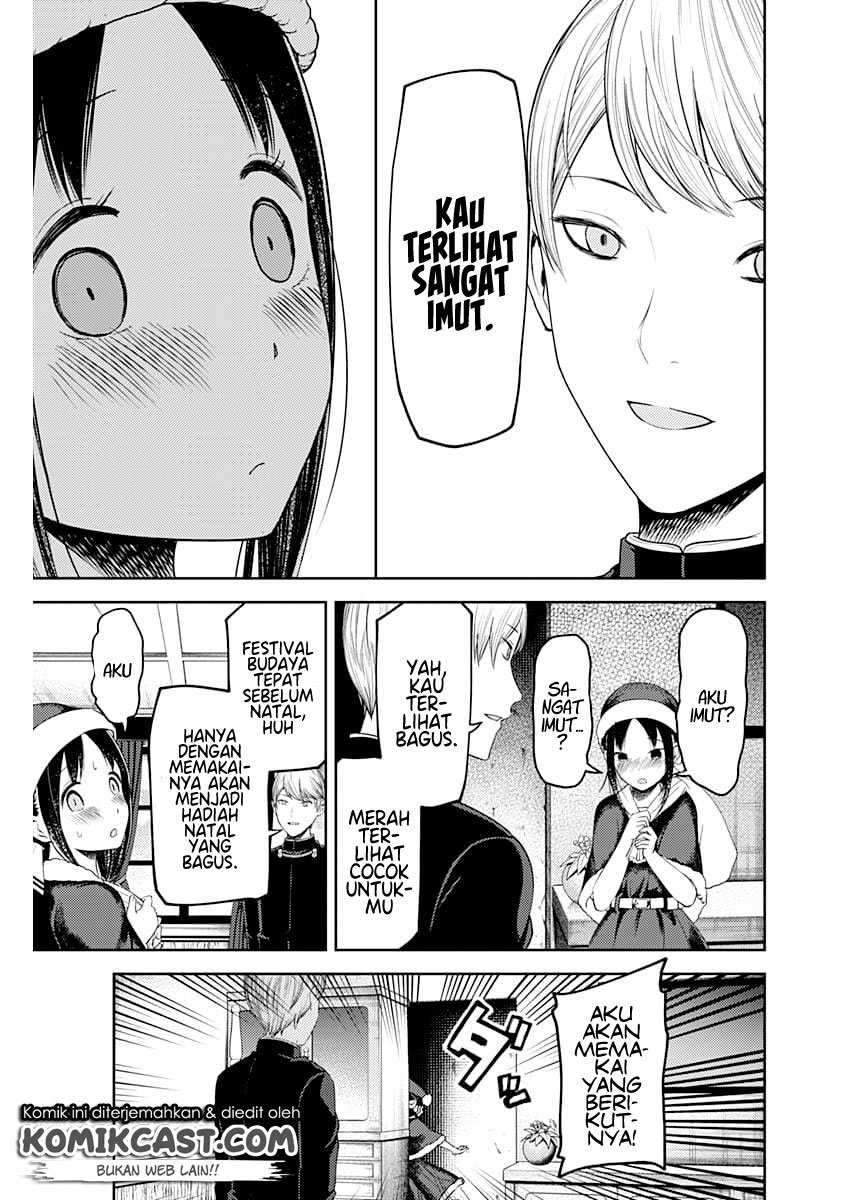 KAU
TERLIHAT
SANGAT
IMUT.
AKU
IMUT?
SA-
NGAT
IMUT...
?
YAH,
KAU
TER-
LIHAT
BAGUS.
MERAH
TER-
LIHAT
COCOK
UNTUK-
MU
FESTIVAL
BUDAYA
TEPAT
SEBELUM
NATAL,
HUH
HANYA
DENGAN
MEMAKAI-
NYA AKAN
MENJADI
HADIAH
NATAL
YANG
BAGUS.
AKU
AKU
AKAN
MEMA-
KAI
YANG
BERI-
KUT-
NYA!
ダッ
Komik ini diterjemahkan & diedit oleh
KOMIKCAST.COM
BUKAN WEB LAIN!!